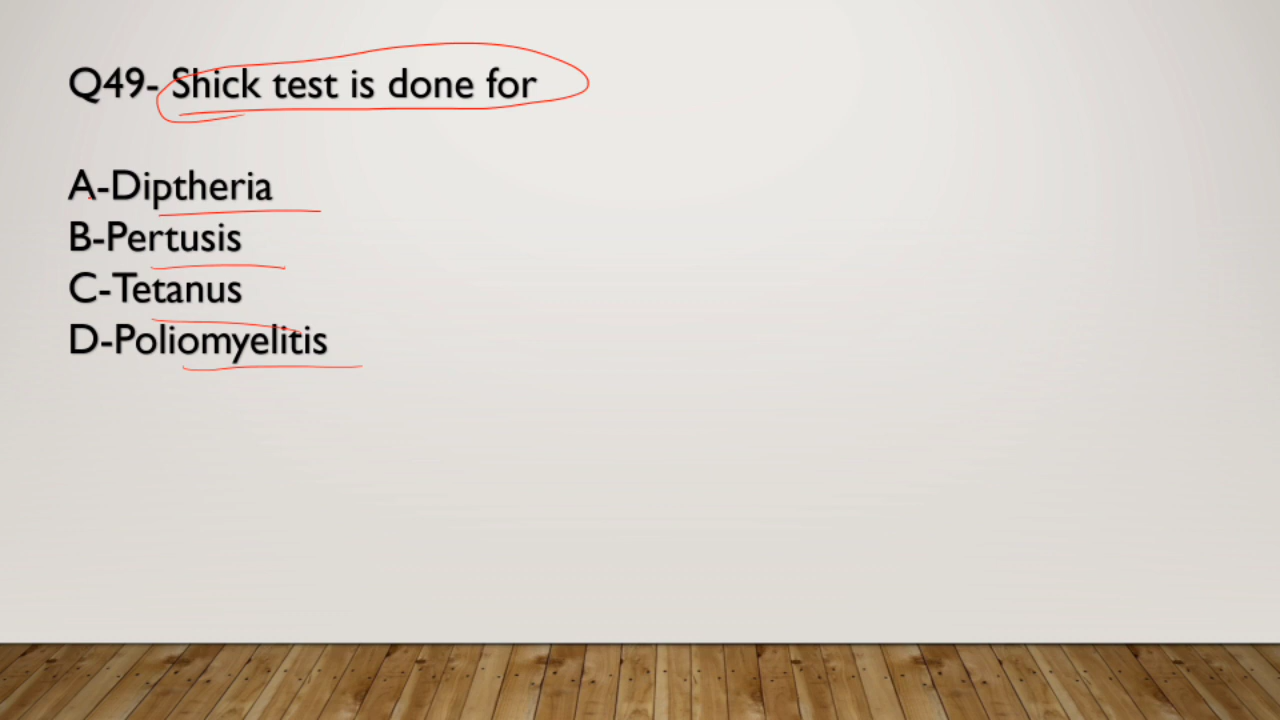 Q49- Shick test is done for
A-Diptheria
B-Pertusis
C-Tetanus
D-Poliomyelitis